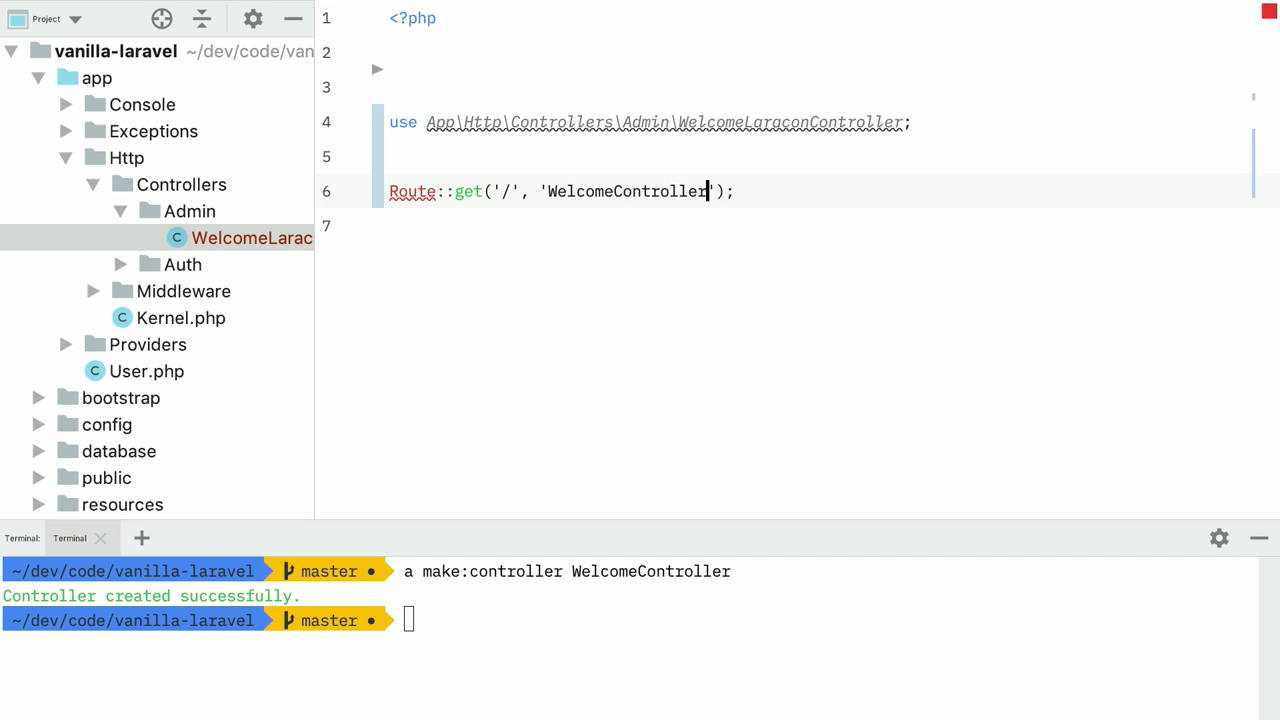 Project
vanilla-laravel ~/dev/code/van
app
Console
Exceptions
Http
Controllers
Admin
WelcomeLarac
Auth
Middleware
Kernel.php
Providers
User.php
bootstrap
config
database
public
resources
1 <?php
2
3
4 use App\Http\Controllers\Admin\WelcomeLaraconController;
5
6 Route::get('/', 'WelcomeController');
7
Terminal: Terminal
~/dev/code/vanilla-laravel master ● a make:controller WelcomeController
Controller created successfully.
~/dev/code/vanilla-laravel master ●